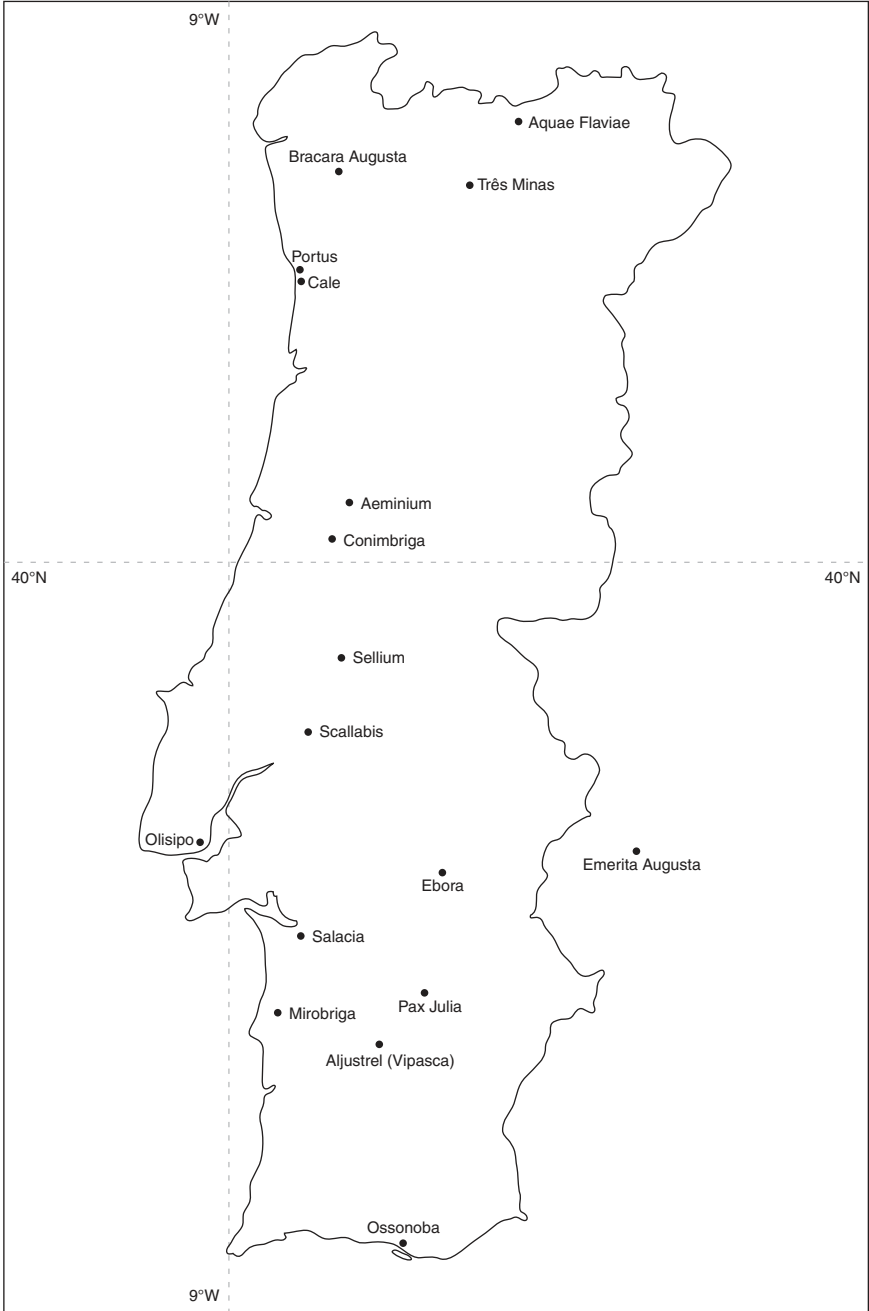 9°W
Aquae Flaviae
Bracara Augusta
Três Minas
Portus
Cale
Aeminium
Conimbriga
40°N
40°N
Sellium
Scallabis
Olisipo
Emerita Augusta
Ebora
Salacia
Pax Julia
Mirobriga
Aljustrel (Vipasca)
Ossonoba
9°W